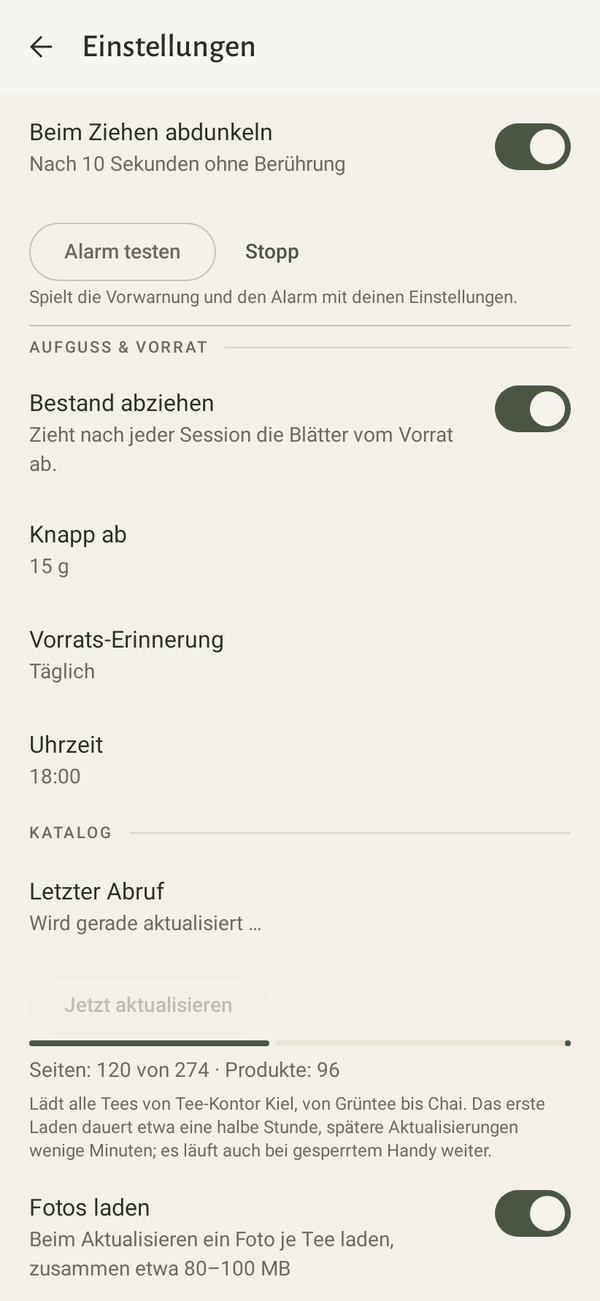 Einstellungen
Beim Ziehen abdunkeln
Nach 10 Sekunden ohne Berührung
Alarm testen
Stopp
Spielt die Vorwarnung und den Alarm mit deinen Einstellungen.
AUFGUSS & VORRAT
Bestand abziehen
Zieht nach jeder Session die Blätter vom Vorrat
ab.
Knapp ab
15 g
Vorrats-Erinnerung
Täglich
Uhrzeit
18:00
KATALOG
Letzter Abruf
Wird gerade aktualisiert …
Jetzt aktualisieren
Seiten: 120 von 274 · Produkte: 96
Lädt alle Tees von Tee-Kontor Kiel, von Grüntee bis Chai. Das erste
Laden dauert etwa eine halbe Stunde, spätere Aktualisierungen
wenige Minuten; es läuft auch bei gesperrtem Handy weiter.
Fotos laden
Beim Aktualisieren ein Foto je Tee laden,
zusammen etwa 80–100 MB